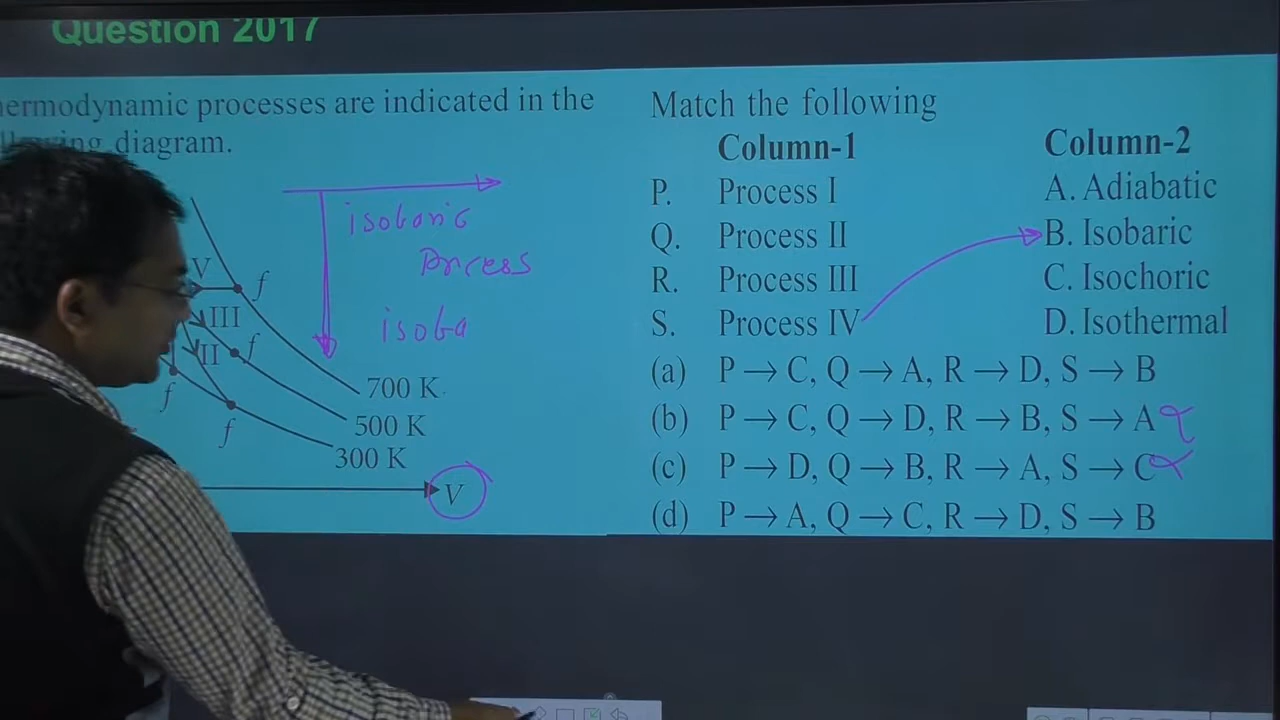 Question 2017
hermodynamic processes are indicated in the
diagram.
isobaric
Process
isoba
V
f
III
f
II
f
f
700 K
500 K
300 K
V
Match the following
Column-1 Column-2
P. Process I A. Adiabatic
Q. Process II B. Isobaric
R. Process III C. Isochoric
S. Process IV D. Isothermal
(a) P → C, Q → A, R → D, S → B
(b) P → C, Q → D, R → B, S → A
(c) P → D, Q → B, R → A, S → C
(d) P → A, Q → C, R → D, S → B